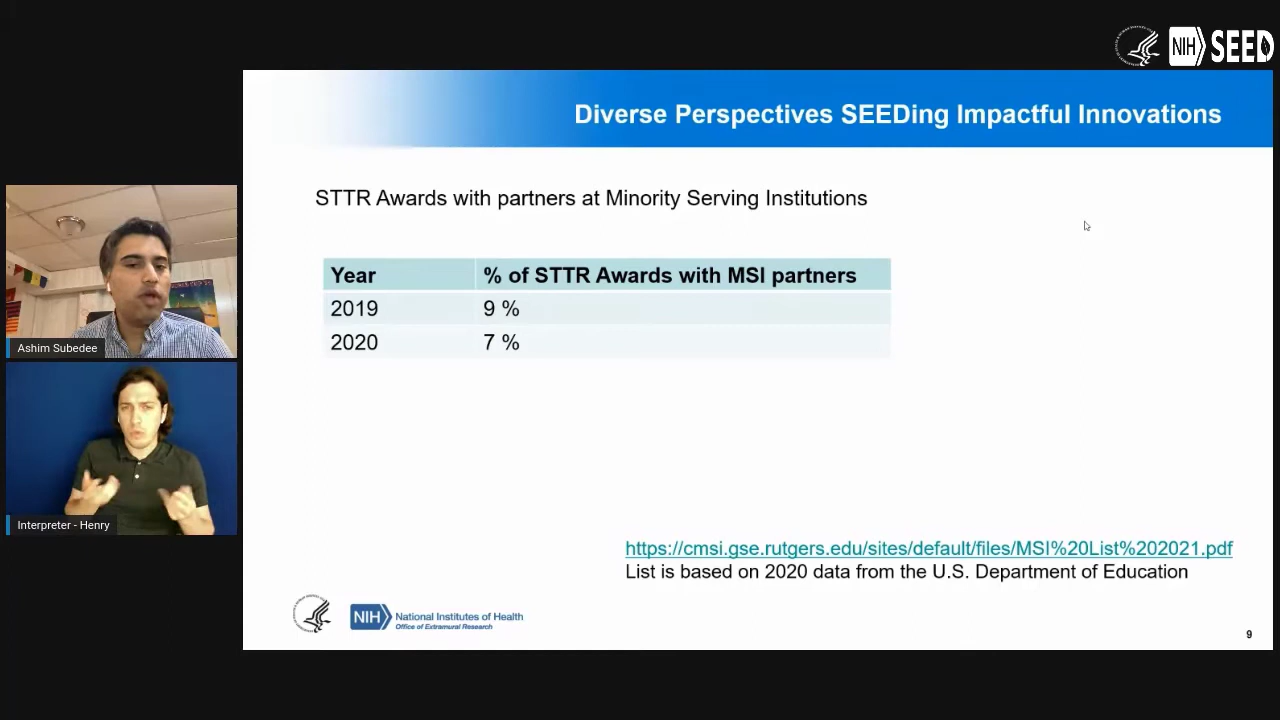 NIH SEED
Diverse Perspectives SEEDing Impactful Innovations
STTR Awards with partners at Minority Serving Institutions
Year % of STTR Awards with MSI partners
2019 9 %
2020 7 %
Ashim Subedee
Interpreter - Henry
https://cmsi.gse.rutgers.edu/sites/default/files/MSI%20List%202021.pdf
List is based on 2020 data from the U.S. Department of Education
NIH National Institutes of Health
Office of Extramural Research
9